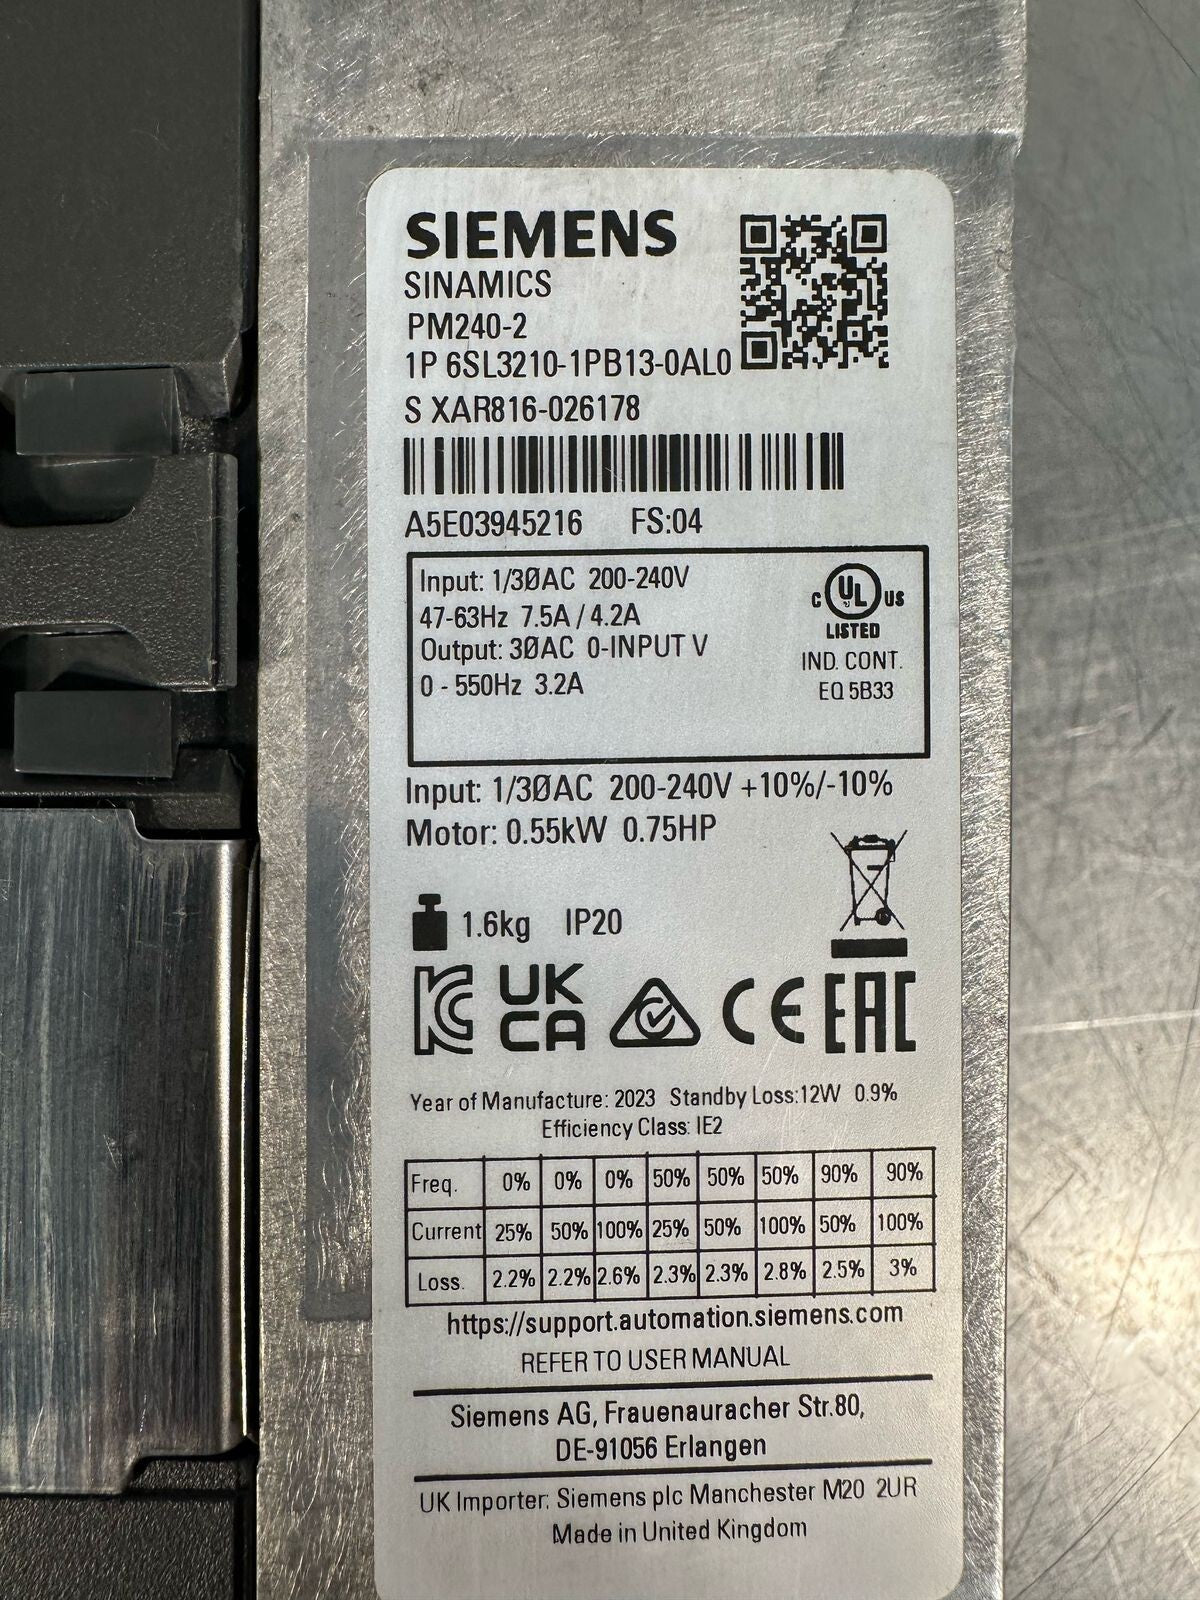 SIEMENS
SINAMICS
PM240-2
1P 6SL3210-1PB13-0AL0
S XAR816-026178
A5E03945216 FS:04
Input: 1/3ØAC 200-240V
47-63Hz 7.5A / 4.2A
Output: 3ØAC 0-INPUT V
0 - 550Hz 3.2A
C UL US
LISTED
IND. CONT.
EQ 5B33
Input: 1/3ØAC 200-240V +10%/-10%
Motor: 0.55kW 0.75HP
1.6kg IP20
KC UK CA CE EAC
Year of Manufacture: 2023 Standby Loss:12W 0.9%
Efficiency Class: IE2
Freq. 0% 0% 0% 50% 50% 50% 90% 90%
Current 25% 50% 100% 25% 50% 100% 50% 100%
Loss. 2.2% 2.2% 2.6% 2.3% 2.3% 2.8% 2.5% 3%
https://support.automation.siemens.com
REFER TO USER MANUAL
Siemens AG, Frauenauracher Str.80,
DE-91056 Erlangen
UK Importer: Siemens plc Manchester M20 2UR
Made in United Kingdom